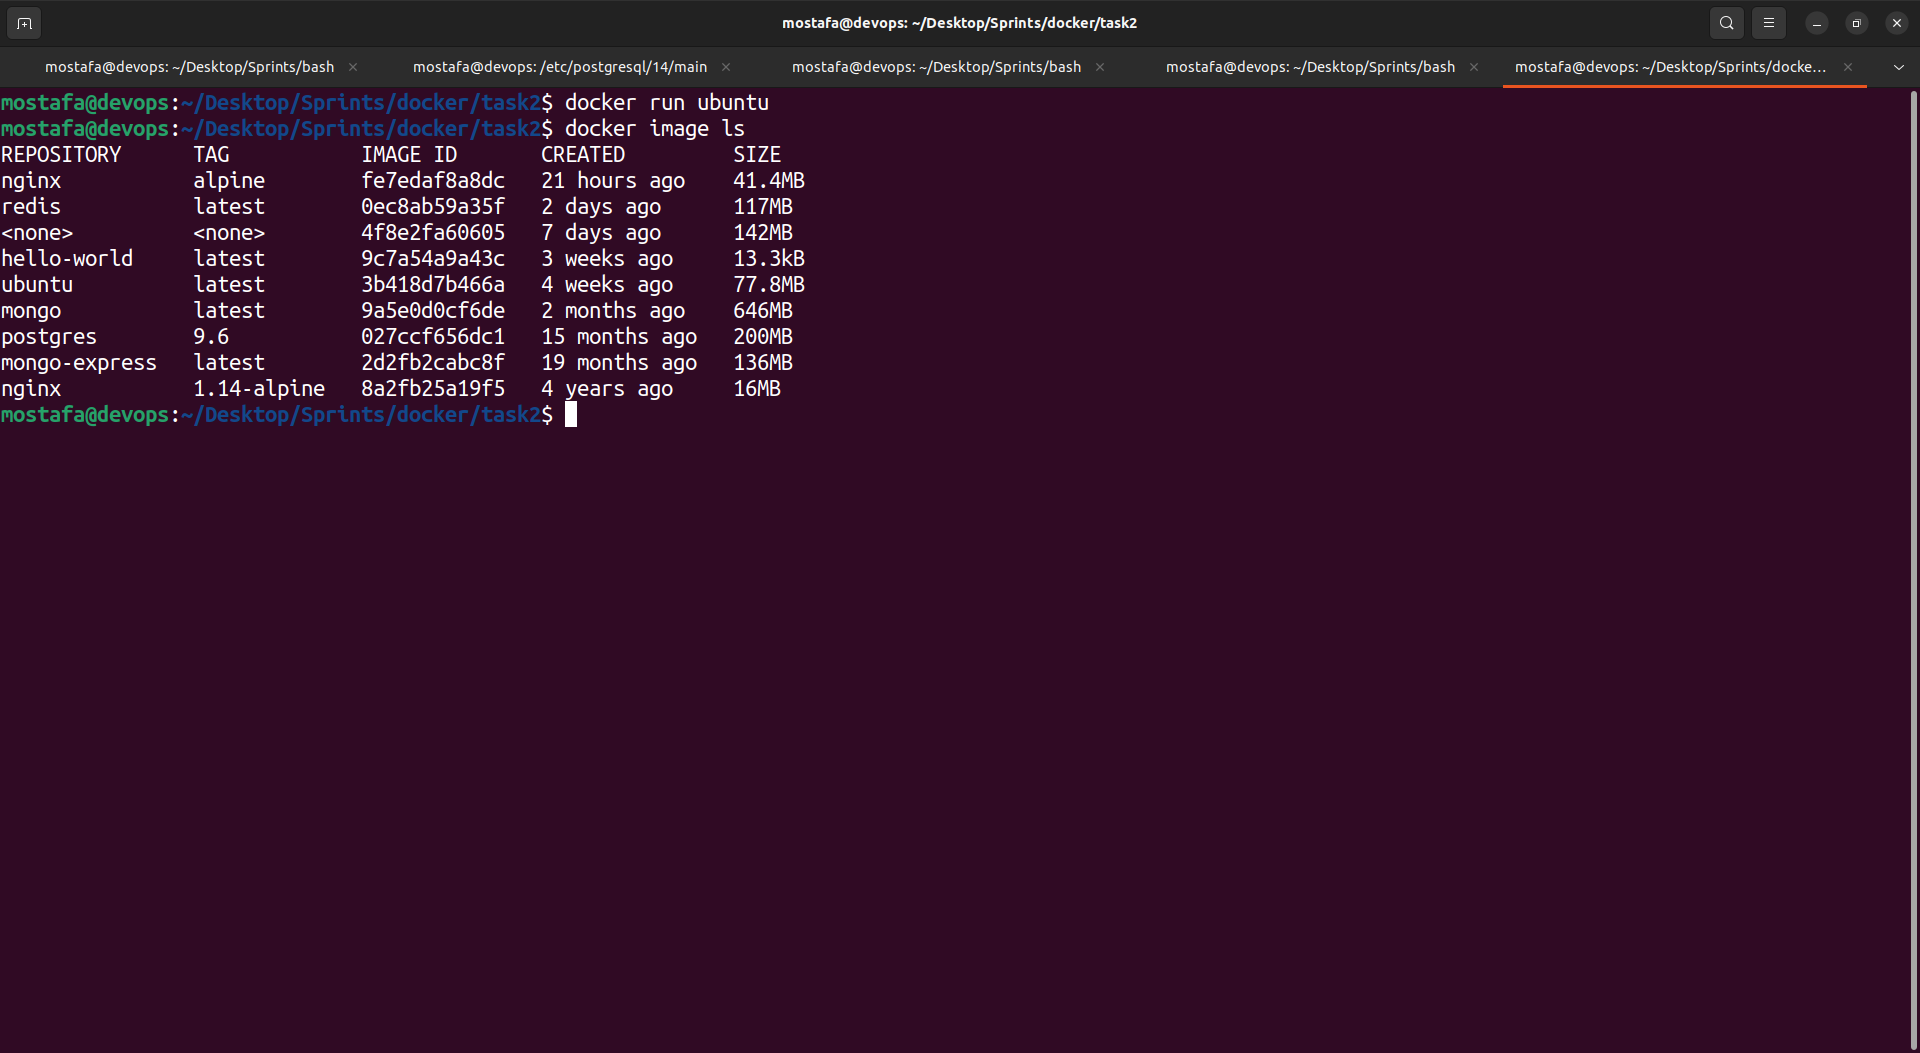 mostafa@devops: ~/Desktop/Sprints/docker/task2
mostafa@devops: ~/Desktop/Sprints/bash
mostafa@devops: /etc/postgresql/14/main
mostafa@devops: ~/Desktop/Sprints/bash
mostafa@devops: ~/Desktop/Sprints/bash
mostafa@devops: ~/Desktop/Sprints/docke...
mostafa@devops:~/Desktop/Sprints/docker/task2$ docker run ubuntu
mostafa@devops:~/Desktop/Sprints/docker/task2$ docker image ls
REPOSITORY      TAG           IMAGE ID       CREATED         SIZE
nginx           alpine        fe7edaf8a8dc   21 hours ago    41.4MB
redis           latest        0ec8ab59a35f   2 days ago      117MB
<none>          <none>        4f8e2fa60605   7 days ago      142MB
hello-world     latest        9c7a54a9a43c   3 weeks ago     13.3kB
ubuntu          latest        3b418d7b466a   4 weeks ago     77.8MB
mongo           latest        9a5e0d0cf6de   2 months ago    646MB
postgres        9.6           027ccf656dc1   15 months ago   200MB
mongo-express   latest        2d2fb2cabc8f   19 months ago   136MB
nginx           1.14-alpine   8a2fb25a19f5   4 years ago     16MB
mostafa@devops:~/Desktop/Sprints/docker/task2$